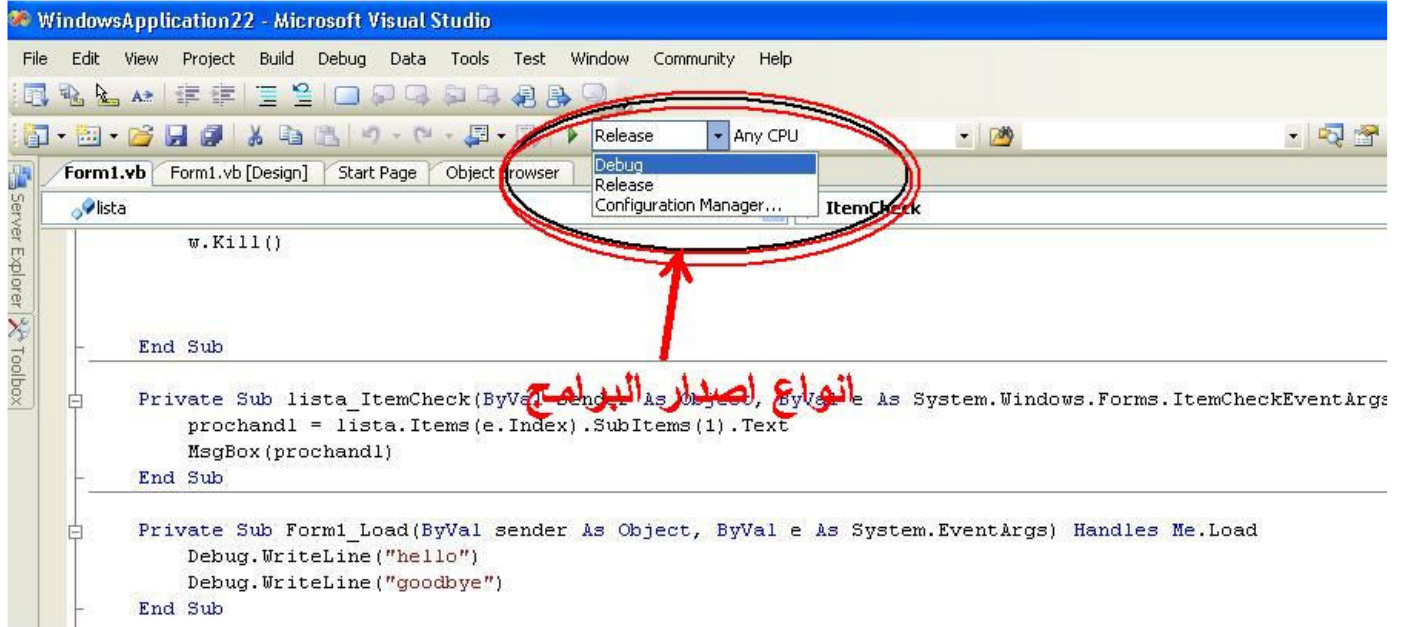 WindowsApplication22 - Microsoft Visual Studio
File Edit View Project Build Debug Data Tools Test Window Community Help
Release Any CPU
Debug
Release
Configuration Manager...
Form1.vb Form1.vb [Design] Start Page Object Browser
lista ItemCheck
Server Explorer
Toolbox
w.Kill()
End Sub
انواع اصدار البرامج
Private Sub lista_ItemCheck(ByVal sender As Object, ByVal e As System.Windows.Forms.ItemCheckEventArgs
prochandl = lista.Items(e.Index).SubItems(1).Text
MsgBox(prochandl)
End Sub
Private Sub Form1_Load(ByVal sender As Object, ByVal e As System.EventArgs) Handles Me.Load
Debug.WriteLine("hello")
Debug.WriteLine("goodbye")
End Sub